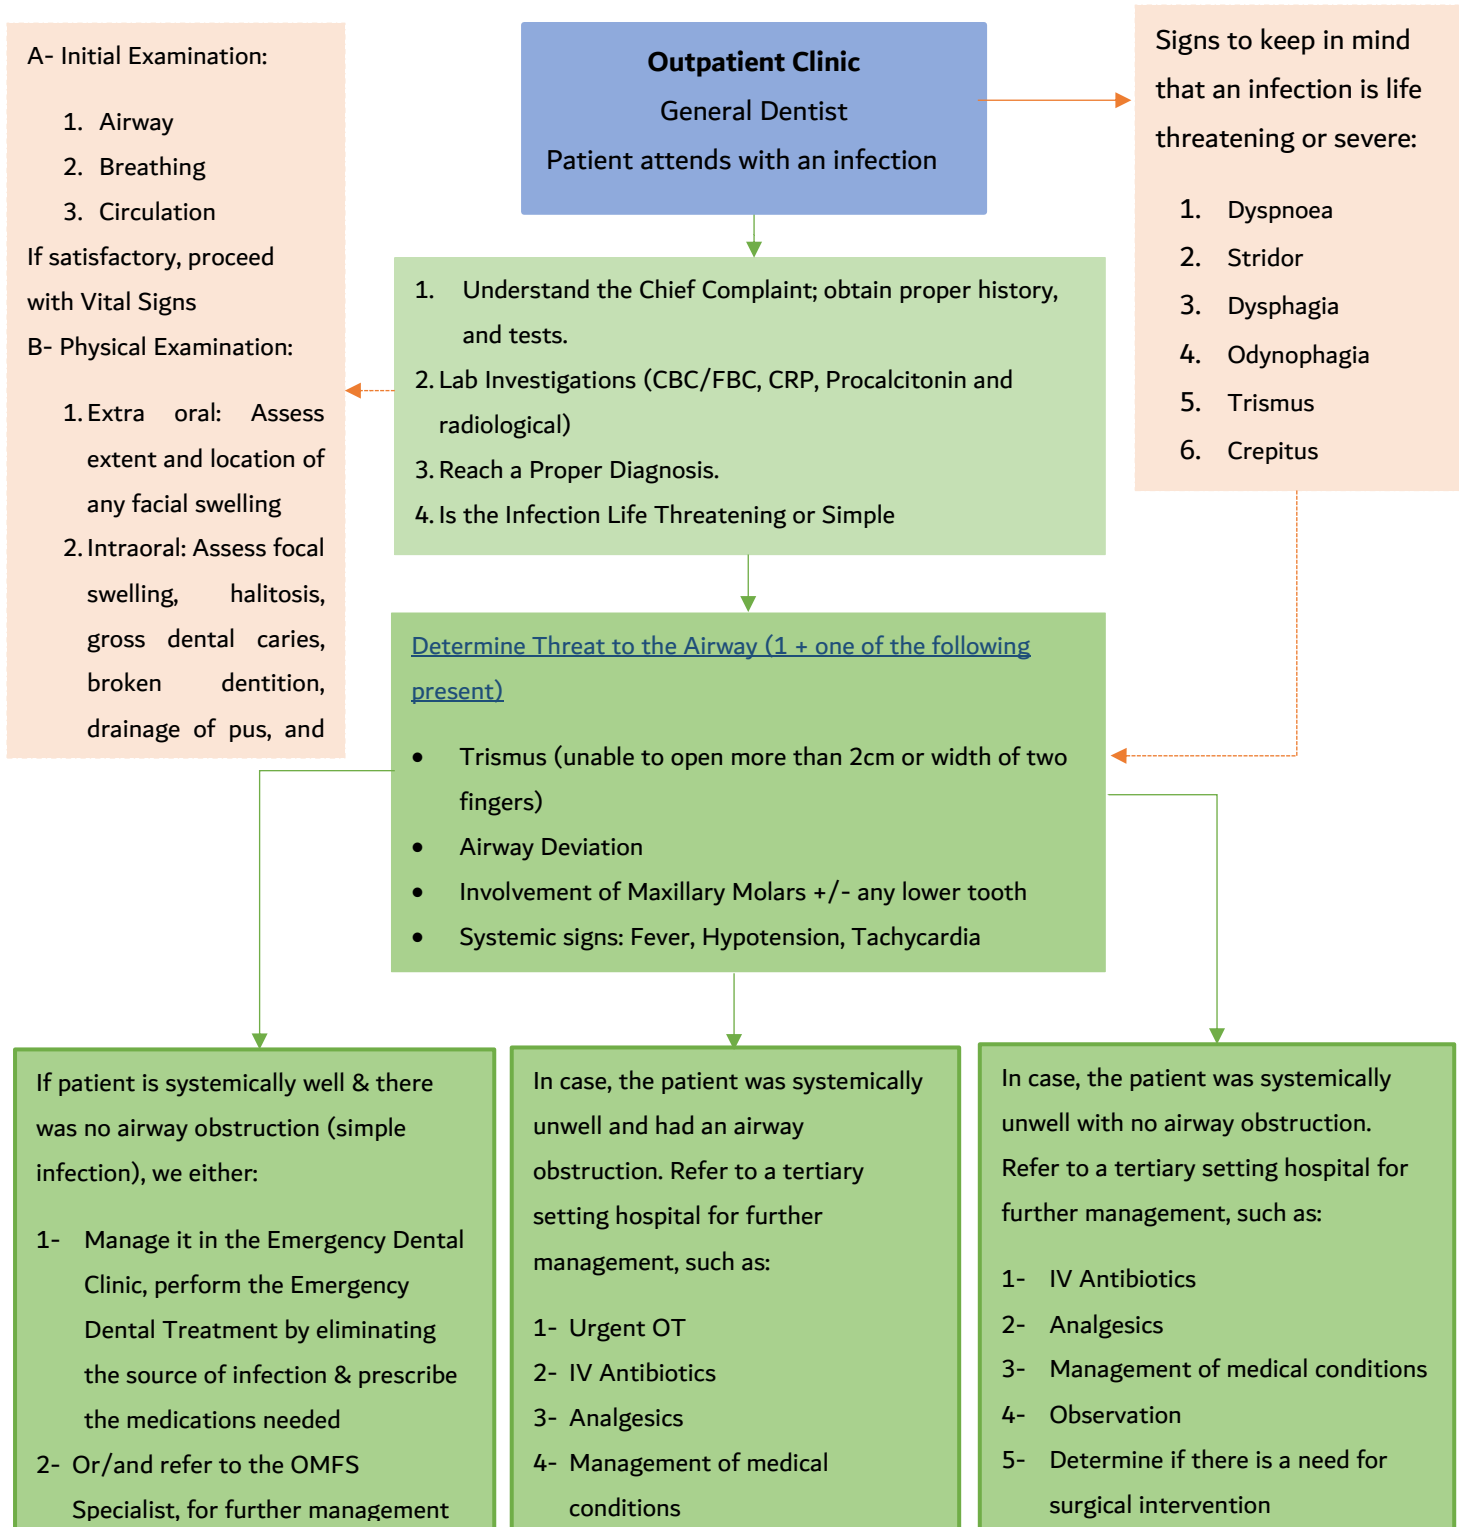 Outpatient Clinic
General Dentist
Patient attends with an infection
A- Initial Examination:
1. Airway
2. Breathing
3. Circulation
If satisfactory, proceed
with Vital Signs
B- Physical Examination:
1. Extra oral: Assess
extent and location of
any facial swelling
2. Intraoral: Assess focal
swelling, halitosis,
gross dental caries,
broken dentition,
drainage of pus, and
Signs to keep in mind
that an infection is life
threatening or severe:
1. Dyspnoea
2. Stridor
3. Dysphagia
4. Odynophagia
5. Trismus
6. Crepitus
1. Understand the Chief Complaint; obtain proper history,
and tests.
2. Lab Investigations (CBC/FBC, CRP, Procalcitonin and
radiological)
3. Reach a Proper Diagnosis.
4. Is the Infection Life Threatening or Simple
Determine Threat to the Airway (1 + one of the following
present)
• Trismus (unable to open more than 2cm or width of two
fingers)
• Airway Deviation
• Involvement of Maxillary Molars +/- any lower tooth
• Systemic signs: Fever, Hypotension, Tachycardia
If patient is systemically well & there
was no airway obstruction (simple
infection), we either:
1- Manage it in the Emergency Dental
Clinic, perform the Emergency
Dental Treatment by eliminating
the source of infection & prescribe
the medications needed
2- Or/and refer to the OMFS
Specialist, for further management
In case, the patient was systemically
unwell and had an airway
obstruction. Refer to a tertiary
setting hospital for further
management, such as:
1- Urgent OT
2- IV Antibiotics
3- Analgesics
4- Management of medical
conditions
In case, the patient was systemically
unwell with no airway obstruction.
Refer to a tertiary setting hospital for
further management, such as:
1- IV Antibiotics
2- Analgesics
3- Management of medical conditions
4- Observation
5- Determine if there is a need for
surgical intervention